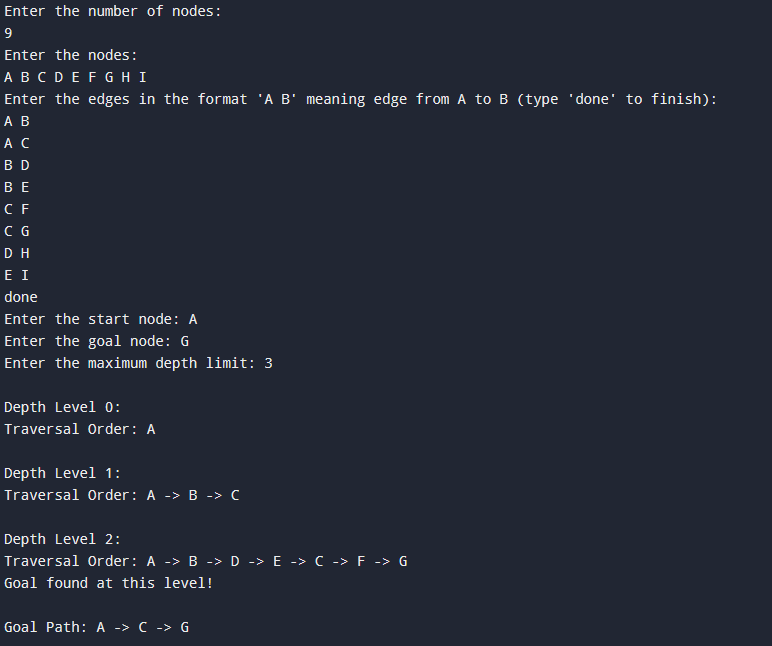 Enter the number of nodes:
9
Enter the nodes:
A B C D E F G H I
Enter the edges in the format 'A B' meaning edge from A to B (type 'done' to finish):
A B
A C
B D
B E
C F
C G
D H
E I
done
Enter the start node: A
Enter the goal node: G
Enter the maximum depth limit: 3
Depth Level 0:
Traversal Order: A
Depth Level 1:
Traversal Order: A -> B -> C
Depth Level 2:
Traversal Order: A -> B -> D -> E -> C -> F -> G
Goal found at this level!
Goal Path: A -> C -> G